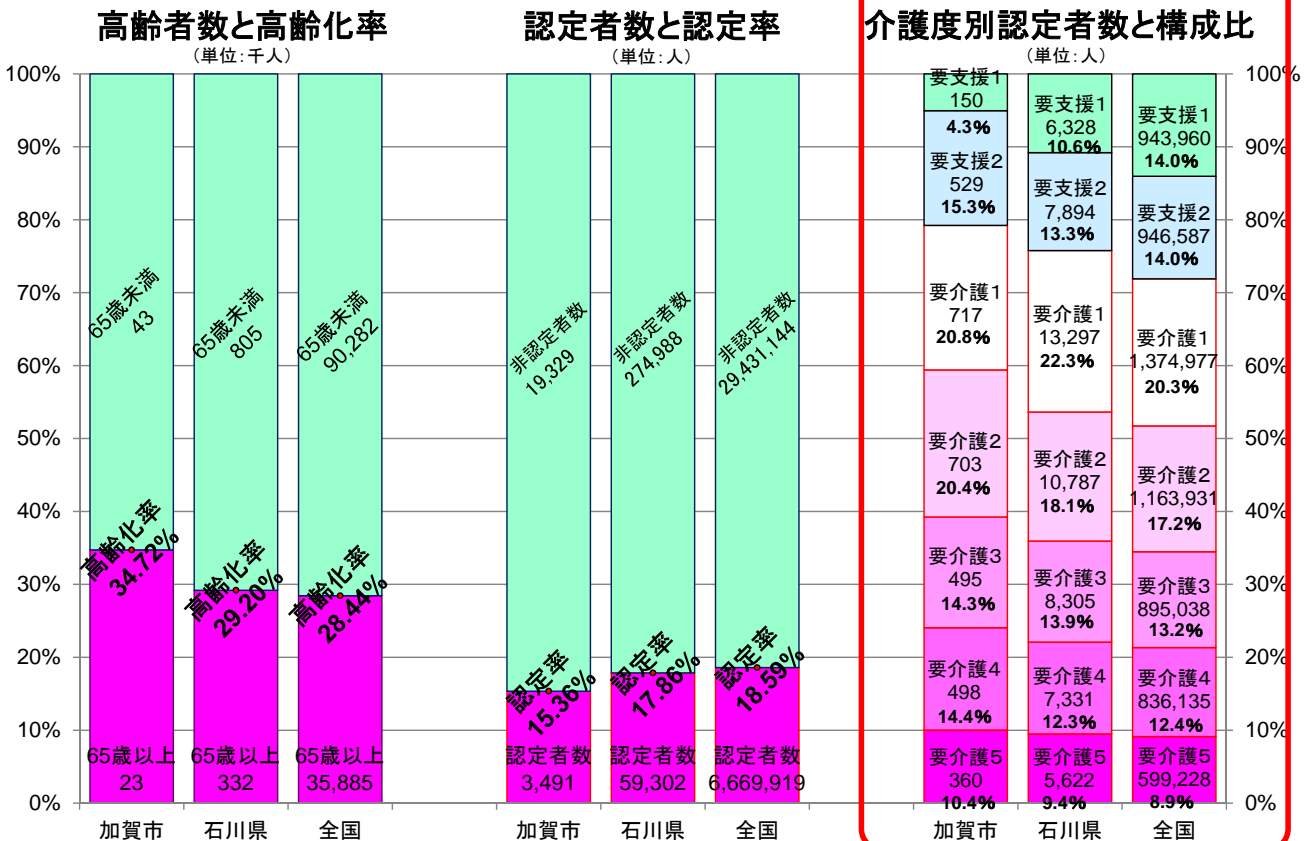 高齢者数と高齢化率
(単位:千人)
100%
90%
80%
70%
60%
50%
40%
30%
20%
10%
0%
65歳未満
43
高齢化率
34.72%
65歳以上
23
加賀市
65歳未満
805
高齢化率
29.20%
65歳以上
332
石川県
65歳未満
90,282
高齢化率
28.44%
65歳以上
35,885
全国
認定者数と認定率
(単位:人)
非認定者数
19,329
認定率
15.36%
認定者数
3,491
加賀市
非認定者数
274,988
認定率
17.86%
認定者数
59,302
石川県
非認定者数
29,431,144
認定率
18.59%
認定者数
6,669,919
全国
介護度別認定者数と構成比
(単位:人)
要支援1
150
4.3%
要支援2
529
15.3%
要介護1
717
20.8%
要介護2
703
20.4%
要介護3
495
14.3%
要介護4
498
14.4%
要介護5
360
10.4%
加賀市
要支援1
6,328
10.6%
要支援2
7,894
13.3%
要介護1
13,297
22.3%
要介護2
10,787
18.1%
要介護3
8,305
13.9%
要介護4
7,331
12.3%
要介護5
5,622
9.4%
石川県
要支援1
943,960
14.0%
要支援2
946,587
14.0%
要介護1
1,374,977
20.3%
要介護2
1,163,931
17.2%
要介護3
895,038
13.2%
要介護4
836,135
12.4%
要介護5
599,228
8.9%
全国
100%
90%
80%
70%
60%
50%
40%
30%
20%
10%
0%